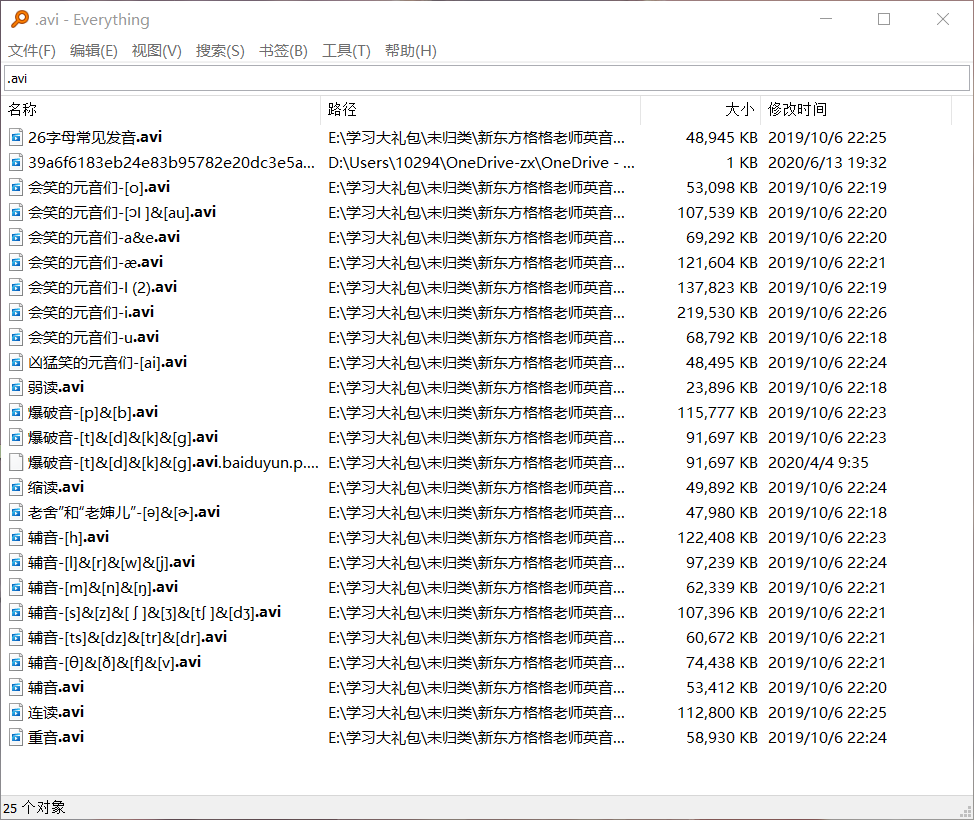 .avi - Everything
文件(F) 编辑(E) 视图(V) 搜索(S) 书签(B) 工具(T) 帮助(H)
.avi
名称 路径 大小 修改时间
26字母常见发音.avi E:\学习大礼包\未归类\新东方格格老师英音... 48,945 KB 2019/10/6 22:25
39a6f6183eb24e83b95782e20dc3e5a... D:\Users\10294\OneDrive-zx\OneDrive - ... 1 KB 2020/6/13 19:32
会笑的元音们-[o].avi E:\学习大礼包\未归类\新东方格格老师英音... 53,098 KB 2019/10/6 22:19
会笑的元音们-[ɔI ]&[au].avi E:\学习大礼包\未归类\新东方格格老师英音... 107,539 KB 2019/10/6 22:20
会笑的元音们-a&e.avi E:\学习大礼包\未归类\新东方格格老师英音... 69,292 KB 2019/10/6 22:20
会笑的元音们-æ.avi E:\学习大礼包\未归类\新东方格格老师英音... 121,604 KB 2019/10/6 22:21
会笑的元音们-I (2).avi E:\学习大礼包\未归类\新东方格格老师英音... 137,823 KB 2019/10/6 22:19
会笑的元音们-i.avi E:\学习大礼包\未归类\新东方格格老师英音... 219,530 KB 2019/10/6 22:26
会笑的元音们-u.avi E:\学习大礼包\未归类\新东方格格老师英音... 68,792 KB 2019/10/6 22:18
凶猛笑的元音们-[ai].avi E:\学习大礼包\未归类\新东方格格老师英音... 48,495 KB 2019/10/6 22:24
弱读.avi E:\学习大礼包\未归类\新东方格格老师英音... 23,896 KB 2019/10/6 22:18
爆破音-[p]&[b].avi E:\学习大礼包\未归类\新东方格格老师英音... 115,777 KB 2019/10/6 22:23
爆破音-[t]&[d]&[k]&[g].avi E:\学习大礼包\未归类\新东方格格老师英音... 91,697 KB 2019/10/6 22:23
爆破音-[t]&[d]&[k]&[g].avi.baiduyun.p.... E:\学习大礼包\未归类\新东方格格老师英音... 91,697 KB 2020/4/4 9:35
缩读.avi E:\学习大礼包\未归类\新东方格格老师英音... 49,892 KB 2019/10/6 22:24
老舍”和“老婶儿”-[ə]&[ɚ].avi E:\学习大礼包\未归类\新东方格格老师英音... 47,980 KB 2019/10/6 22:18
辅音-[h].avi E:\学习大礼包\未归类\新东方格格老师英音... 122,408 KB 2019/10/6 22:23
辅音-[l]&[r]&[w]&[j].avi E:\学习大礼包\未归类\新东方格格老师英音... 97,239 KB 2019/10/6 22:24
辅音-[m]&[n]&[ŋ].avi E:\学习大礼包\未归类\新东方格格老师英音... 62,339 KB 2019/10/6 22:21
辅音-[s]&[z]&[ ʃ ]&[ʒ]&[tʃ ]&[dʒ].avi E:\学习大礼包\未归类\新东方格格老师英音... 107,396 KB 2019/10/6 22:21
辅音-[ts]&[dz]&[tr]&[dr].avi E:\学习大礼包\未归类\新东方格格老师英音... 60,672 KB 2019/10/6 22:21
辅音-[θ]&[ð]&[f]&[v].avi E:\学习大礼包\未归类\新东方格格老师英音... 74,438 KB 2019/10/6 22:21
辅音.avi E:\学习大礼包\未归类\新东方格格老师英音... 53,412 KB 2019/10/6 22:20
连读.avi E:\学习大礼包\未归类\新东方格格老师英音... 112,800 KB 2019/10/6 22:25
重音.avi E:\学习大礼包\未归类\新东方格格老师英音... 58,930 KB 2019/10/6 22:24
25 个对象